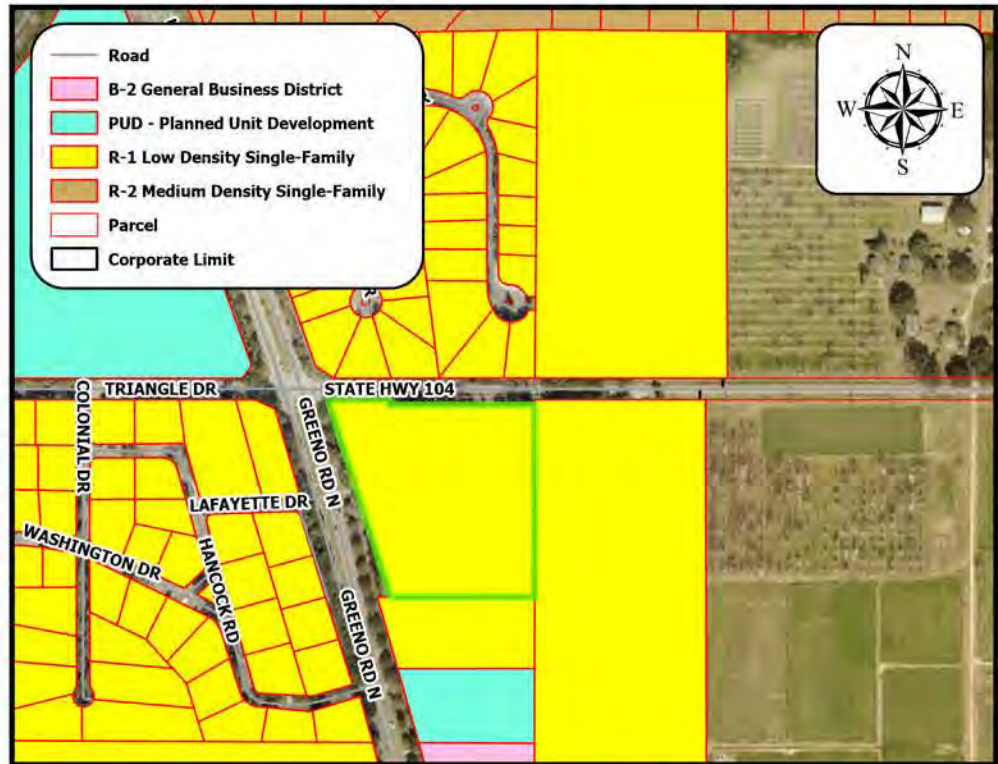 Road
B-2 General Business District
PUD - Planned Unit Development
R-1 Low Density Single-Family
R-2 Medium Density Single-Family
Parcel
Corporate Limit
N
W E
S
R
R
TRIANGLE DR
STATE HWY 104
COLONIAL DR
GREENO RD N
LAFAYETTE DR
WASHINGTON DR
HANCOCK RD
GREENO RD N